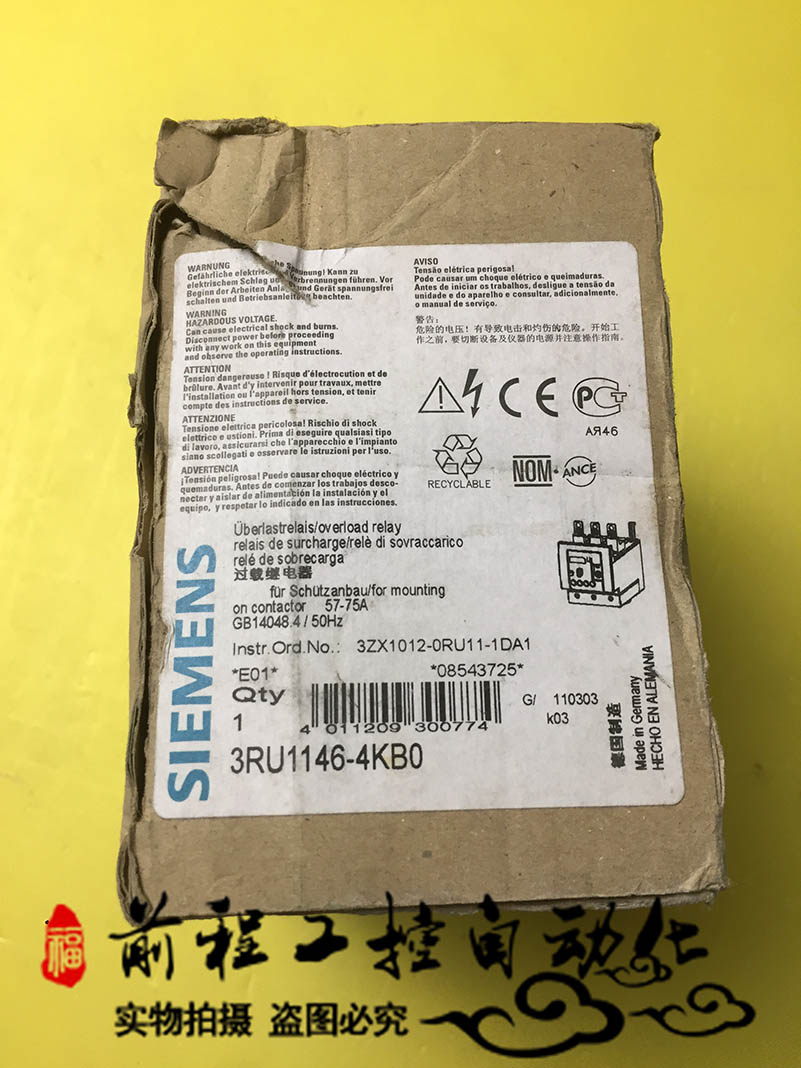 WARNUNG
Gefährliche elektrische Spannung! Kann zu
elektrischem Schlag und Verbrennungen führen. Vor
Beginn der Arbeiten Anlage und Gerät spannungsfrei
schalten und Betriebsanleitung beachten.
WARNING
HAZARDOUS VOLTAGE.
Can cause electrical shock and burns.
Disconnect power before proceeding
with any work on this equipment
and observe the operating instructions.
ATTENTION
Tension dangereuse ! Risque d'électrocution et de
brûlure. Avant d'y intervenir pour travaux, mettre
l'installation ou l'appareil hors tension, et tenir
compte des instructions de service.
ATTENZIONE
Tensione elettrica pericolosa! Rischio di shock
elettrico e ustioni. Prima di eseguire qualsiasi tipo
di lavoro, assicurarsi che l'apparecchio e l'impianto
siano scollegati e osservare le istruzioni per l'uso.
ADVERTENCIA
¡Tensión peligrosa! Puede causar choque eléctrico y
quemaduras. Antes de comenzar los trabajos desco-
nectar y aislar de alimentación la instalación y el
equipo, y respetar lo indicado en las instrucciones.
AVISO
Tensão elétrica perigosa!
Pode causar um choque elétrico e queimaduras.
Antes de iniciar os trabalhos, desligue a tensão da
unidade e do aparelho e consultar, adicionalmente.
o manual de serviço.
警告:
危险的电压! 有导致电击和灼伤的危险。开始工
作之前, 要切断设备及仪器的电源并注意操作指南。
CE
РСТ
АЯ46
RECYCLABLE
NOM-ANCE
SIEMENS
Überlastrelais/overload relay
relais de surcharge/relè di sovraccarico
relé de sobrecarga
过载继电器
für Schützanbau/for mounting
on contactor 57-75A
GB14048.4 / 50Hz
Instr.Ord.No.: 3ZX1012-0RU11-1DA1
*E01* *08543725*
Qty
1
4 011209 300774
G/ 110303
k03
3RU1146-4KB0
德国制造
Made in Germany
HECHO EN ALEMANIA
福
前程工控自动化
实物拍摄 盗图必究